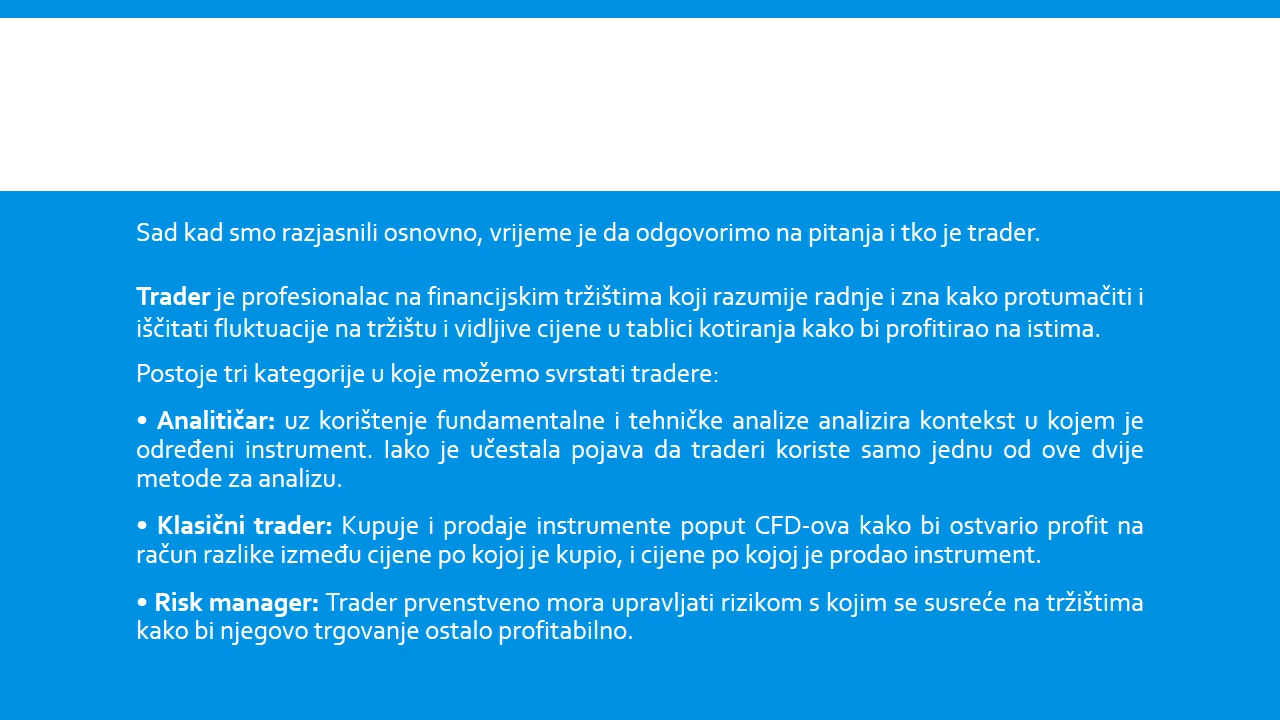 Sad kad smo razjasnili osnovno, vrijeme je da odgovorimo na pitanja i tko je trader.
Trader je profesionalac na financijskim tržištima koji razumije radnje i zna kako protumačiti i
iščitati fluktuacije na tržištu i vidljive cijene u tablici kotiranja kako bi profitirao na istima.
Postoje tri kategorije u koje možemo svrstati tradere:
• Analitičar: uz korištenje fundamentalne i tehničke analize analizira kontekst u kojem je
određeni instrument. Iako je učestala pojava da traderi koriste samo jednu od ove dvije
metode za analizu.
• Klasični trader: Kupuje i prodaje instrumente poput CFD-ova kako bi ostvario profit na
račun razlike između cijene po kojoj je kupio, i cijene po kojoj je prodao instrument.
• Risk manager: Trader prvenstveno mora upravljati rizikom s kojim se susreće na tržištima
kako bi njegovo trgovanje ostalo profitabilno.